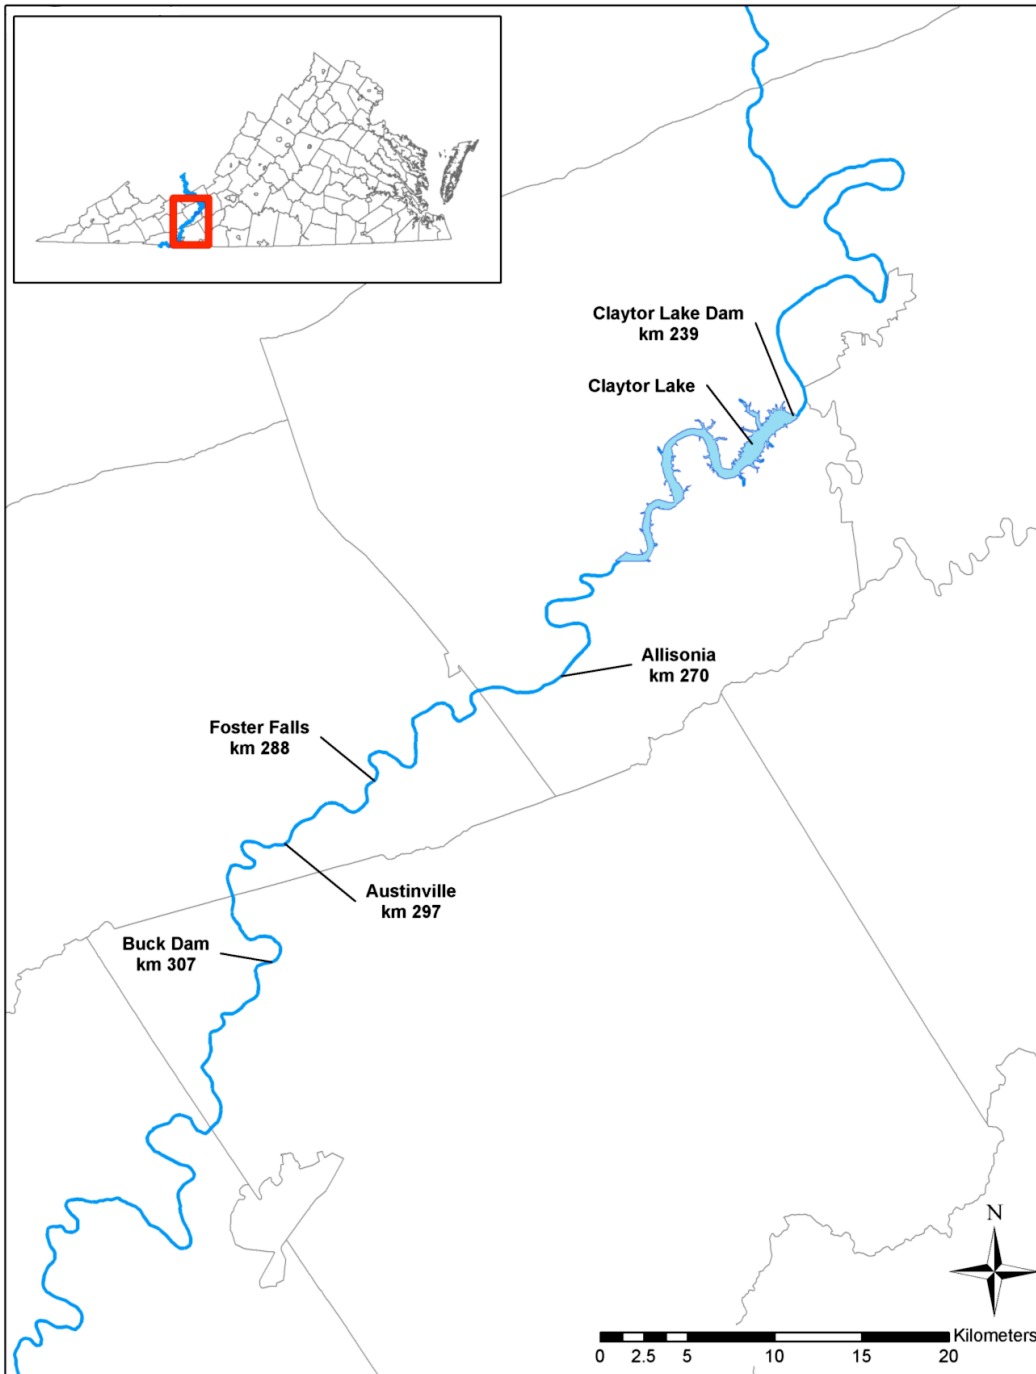 Claytor Lake Dam
km 239
Claytor Lake
Allisonia
km 270
Foster Falls
km 288
Austinville
km 297
Buck Dam
km 307
N
Kilometers
0 2.5 5 10 15 20